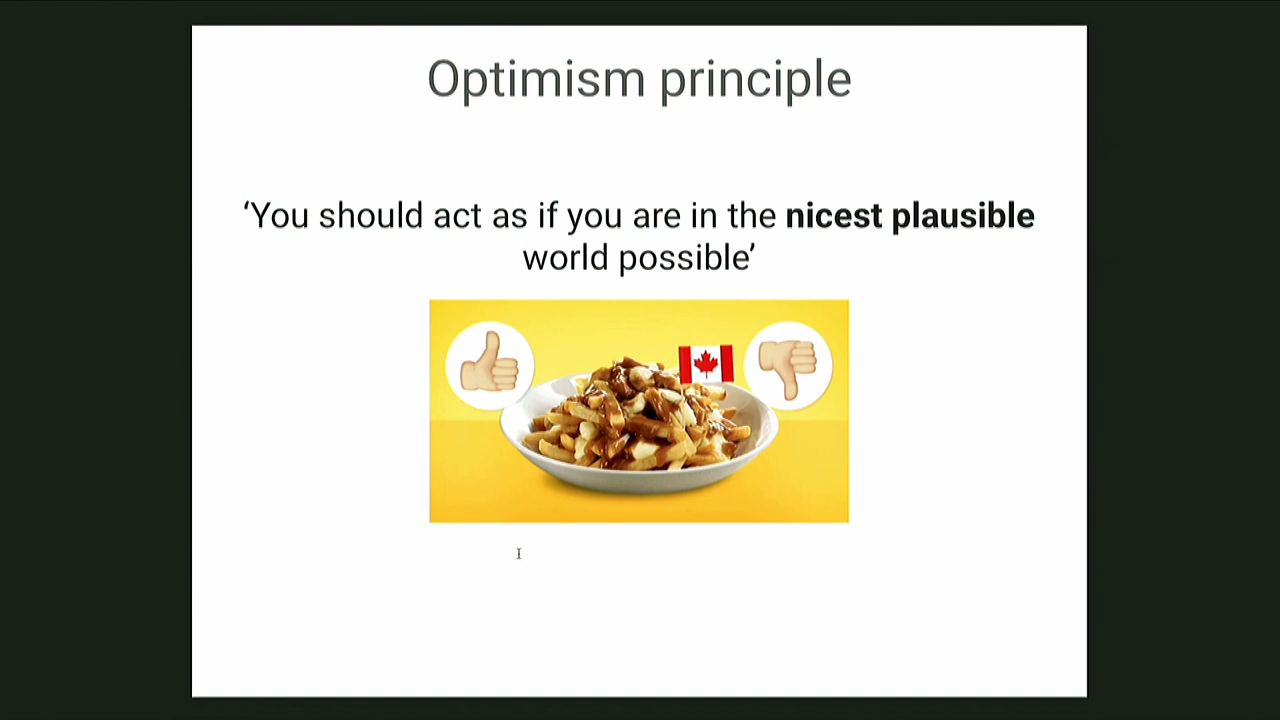 Optimism principle
‘You should act as if you are in the nicest plausible
world possible’